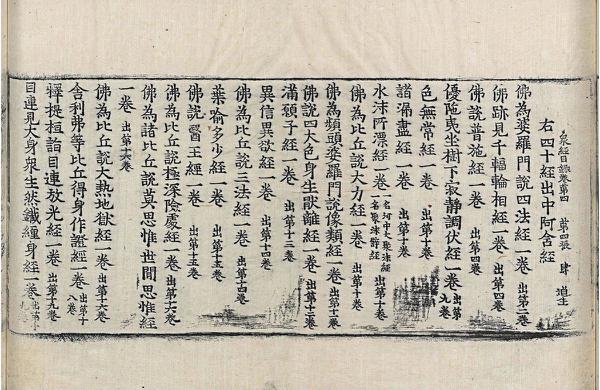 衆經目錄卷第四 第四張 肆 道主
右四十經出中阿含經
佛為婆羅門說四法經一卷 出第二卷
佛跡見千輻輪相經一卷 出第四卷
佛說普施經一卷 出第四卷
優陁夷坐樹下寂靜調伏經一卷 出第九卷
色無常經一卷 出第十卷
諸漏盡經一卷 出第十卷
水沫所漂經一卷 一名河中大聚沫經 一名聚沫譬經 出第十卷
佛為比丘說大力經一卷 出第十卷
佛為頻頭婆羅門說像類經一卷 出第十一卷
佛說四大色身生猒離經一卷 出第十二卷
滿頴子經一卷 出第十三卷
異信異欲經一卷 出第十四卷
佛為比丘說三法經一卷 出第十四卷
藥喻多少經一卷 出第十五卷
佛說醫王經一卷 出第十五卷
佛為比丘說極深險處經一卷 出第十六卷
佛為諸比丘說莫思惟世間思惟經
一卷 出第十六卷
佛為比丘說大熱地獄經一卷 出第十六卷
舍利弗等比丘得身作證經一卷 出第十八卷
釋提桓詣目連放光經一卷 出第十九卷
目連見大身衆生然鐵纏身經一卷 出第十九卷